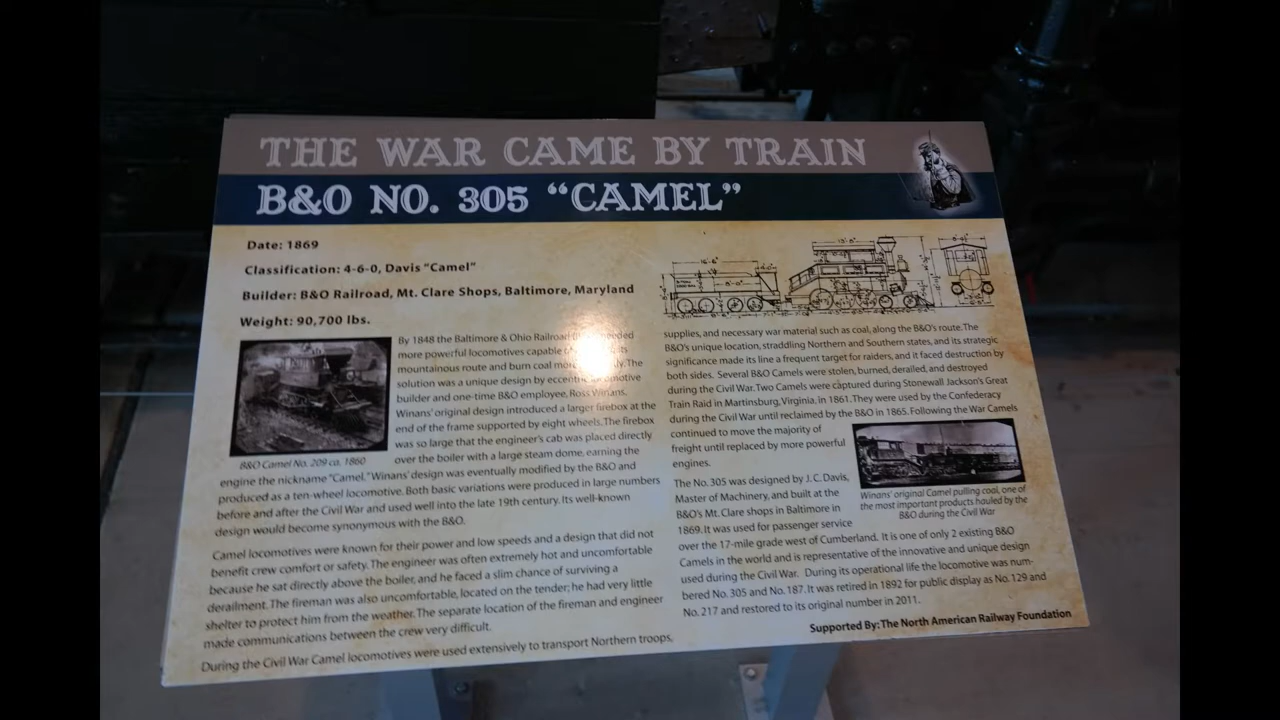 THE WAR CAME BY TRAIN
B&O NO. 305 "CAMEL"
Date: 1869
Classification: 4-6-0, Davis "Camel"
Builder: B&O Railroad, Mt. Clare Shops, Baltimore, Maryland
Weight: 90,700 lbs.
By 1848 the Baltimore & Ohio Railroad needed
more powerful locomotives capable
mountainous route and burn coal The
solution was a unique design by eccentric locomotive
builder and one-time B&O employee, Ross Winans.
Winans' original design introduced a larger firebox at the
end of the frame supported by eight wheels. The firebox
was so large that the engineer's cab was placed directly
over the boiler with a large steam dome, earning the
B&O Camel No. 209 ca. 1860
engine the nickname "Camel." Winans' design was eventually modified by the B&O and
produced as a ten-wheel locomotive. Both basic variations were produced in large numbers
before and after the Civil War and used well into the late 19th century. Its well-known
design would become synonymous with the B&O.
Camel locomotives were known for their power and low speeds and a design that did not
benefit crew comfort or safety. The engineer was often extremely hot and uncomfortable
because he sat directly above the boiler, and he faced a slim chance of surviving a
derailment. The fireman was also uncomfortable, located on the tender; he had very little
shelter to protect him from the weather. The separate location of the fireman and engineer
made communications between the crew very difficult.
During the Civil War Camel locomotives were used extensively to transport Northern troops,
supplies, and necessary war material such as coal, along the B&O's route. The
B&O's unique location, straddling Northern and Southern states, and its strategic
significance made its line a frequent target for raiders, and it faced destruction by
both sides. Several B&O Camels were stolen, burned, derailed, and destroyed
during the Civil War. Two Camels were captured during Stonewall Jackson's Great
Train Raid in Martinsburg, Virginia, in 1861. They were used by the Confederacy
during the Civil War until reclaimed by the B&O in 1865. Following the War Camels
continued to move the majority of
freight until replaced by more powerful
engines.
The No. 305 was designed by J. C. Davis,
Master of Machinery, and built at the
B&O's Mt. Clare shops in Baltimore in
1869. It was used for passenger service
Winans' original Camel pulling coal, one of
the most important products hauled by the
B&O during the Civil War
over the 17-mile grade west of Cumberland. It is one of only 2 existing B&O
Camels in the world and is representative of the innovative and unique design
used during the Civil War. During its operational life the locomotive was num-
bered No. 305 and No. 187. It was retired in 1892 for public display as No. 129 and
No. 217 and restored to its original number in 2011.
Supported By: The North American Railway Foundation